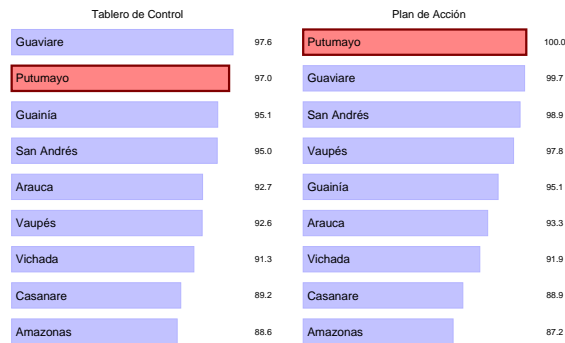 Tablero de Control
Guaviare 97.6
Putumayo 97.0
Guainía 95.1
San Andrés 95.0
Arauca 92.7
Vaupés 92.6
Vichada 91.3
Casanare 89.2
Amazonas 88.6
Plan de Acción
Putumayo 100.0
Guaviare 99.7
San Andrés 98.9
Vaupés 97.8
Guainía 95.1
Arauca 93.3
Vichada 91.9
Casanare 88.9
Amazonas 87.2